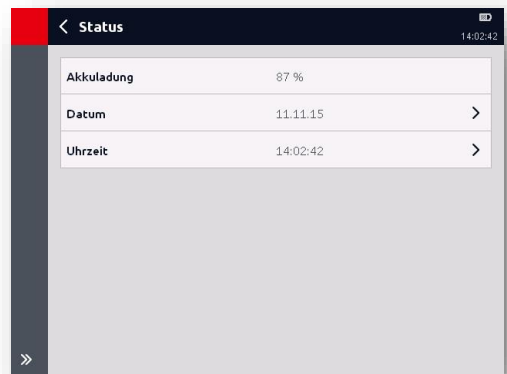 Status
14:02:42
Akkuladung 87 %
Datum 11.11.15
Uhrzeit 14:02:42